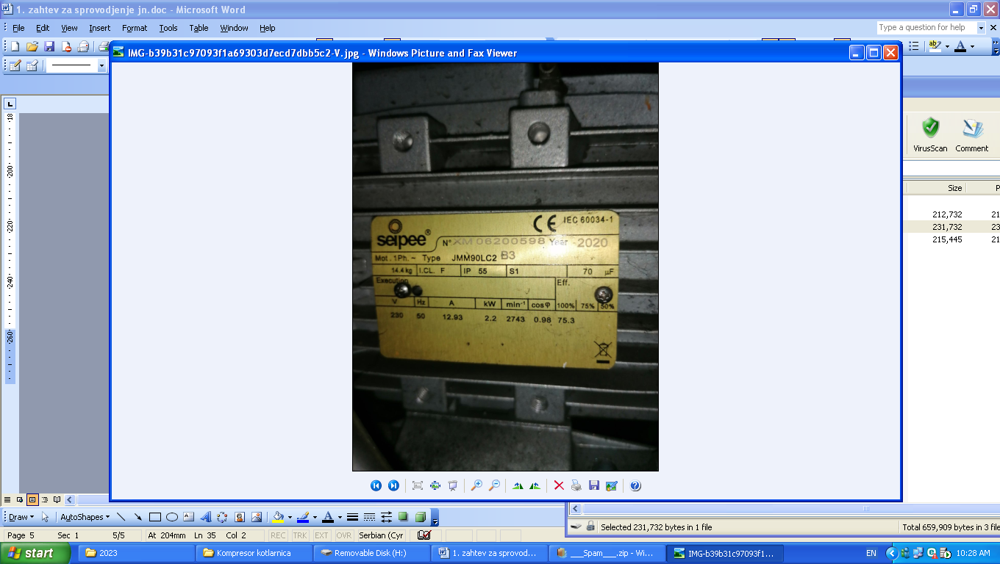 1. zahtev za sprovodjenje jn.doc - Microsoft Word
File Edit View Insert Format Tools Table Window Help
Type a question for help
IMG-b39b31c97093f1a69303d7ecd7dbb5c2-V.jpg - Windows Picture and Fax Viewer
VirusScan Comment
Size P
212,732 21
231,732 23
215,445 21
18
200
220
240
260
CE IEC 60034-1
seipee®
N° XM06200598 Year 2020
Mot. 1Ph. ~ Type JMM90LC2 B3
14.4 kg I.CL. F IP 55 S1 70 µF
Execution Eff.
V Hz A kW min⁻¹ cosφ 100% 75% 50%
230 50 12.93 2.2 2743 0.98 75.3
Draw AutoShapes
Selected 231,732 bytes in 1 file Total 659,909 bytes in 3 file
Page 5 Sec 1 5/5 At 204mm Ln 35 Col 2 REC TRK EXT OVR Serbian (Cyr
start 2023 Kompresor kotlarnica Removable Disk (H:) 1. zahtev za sprovod... ___Spam___.zip - Wi... IMG-b39b31c97093f1... EN 10:28 AM